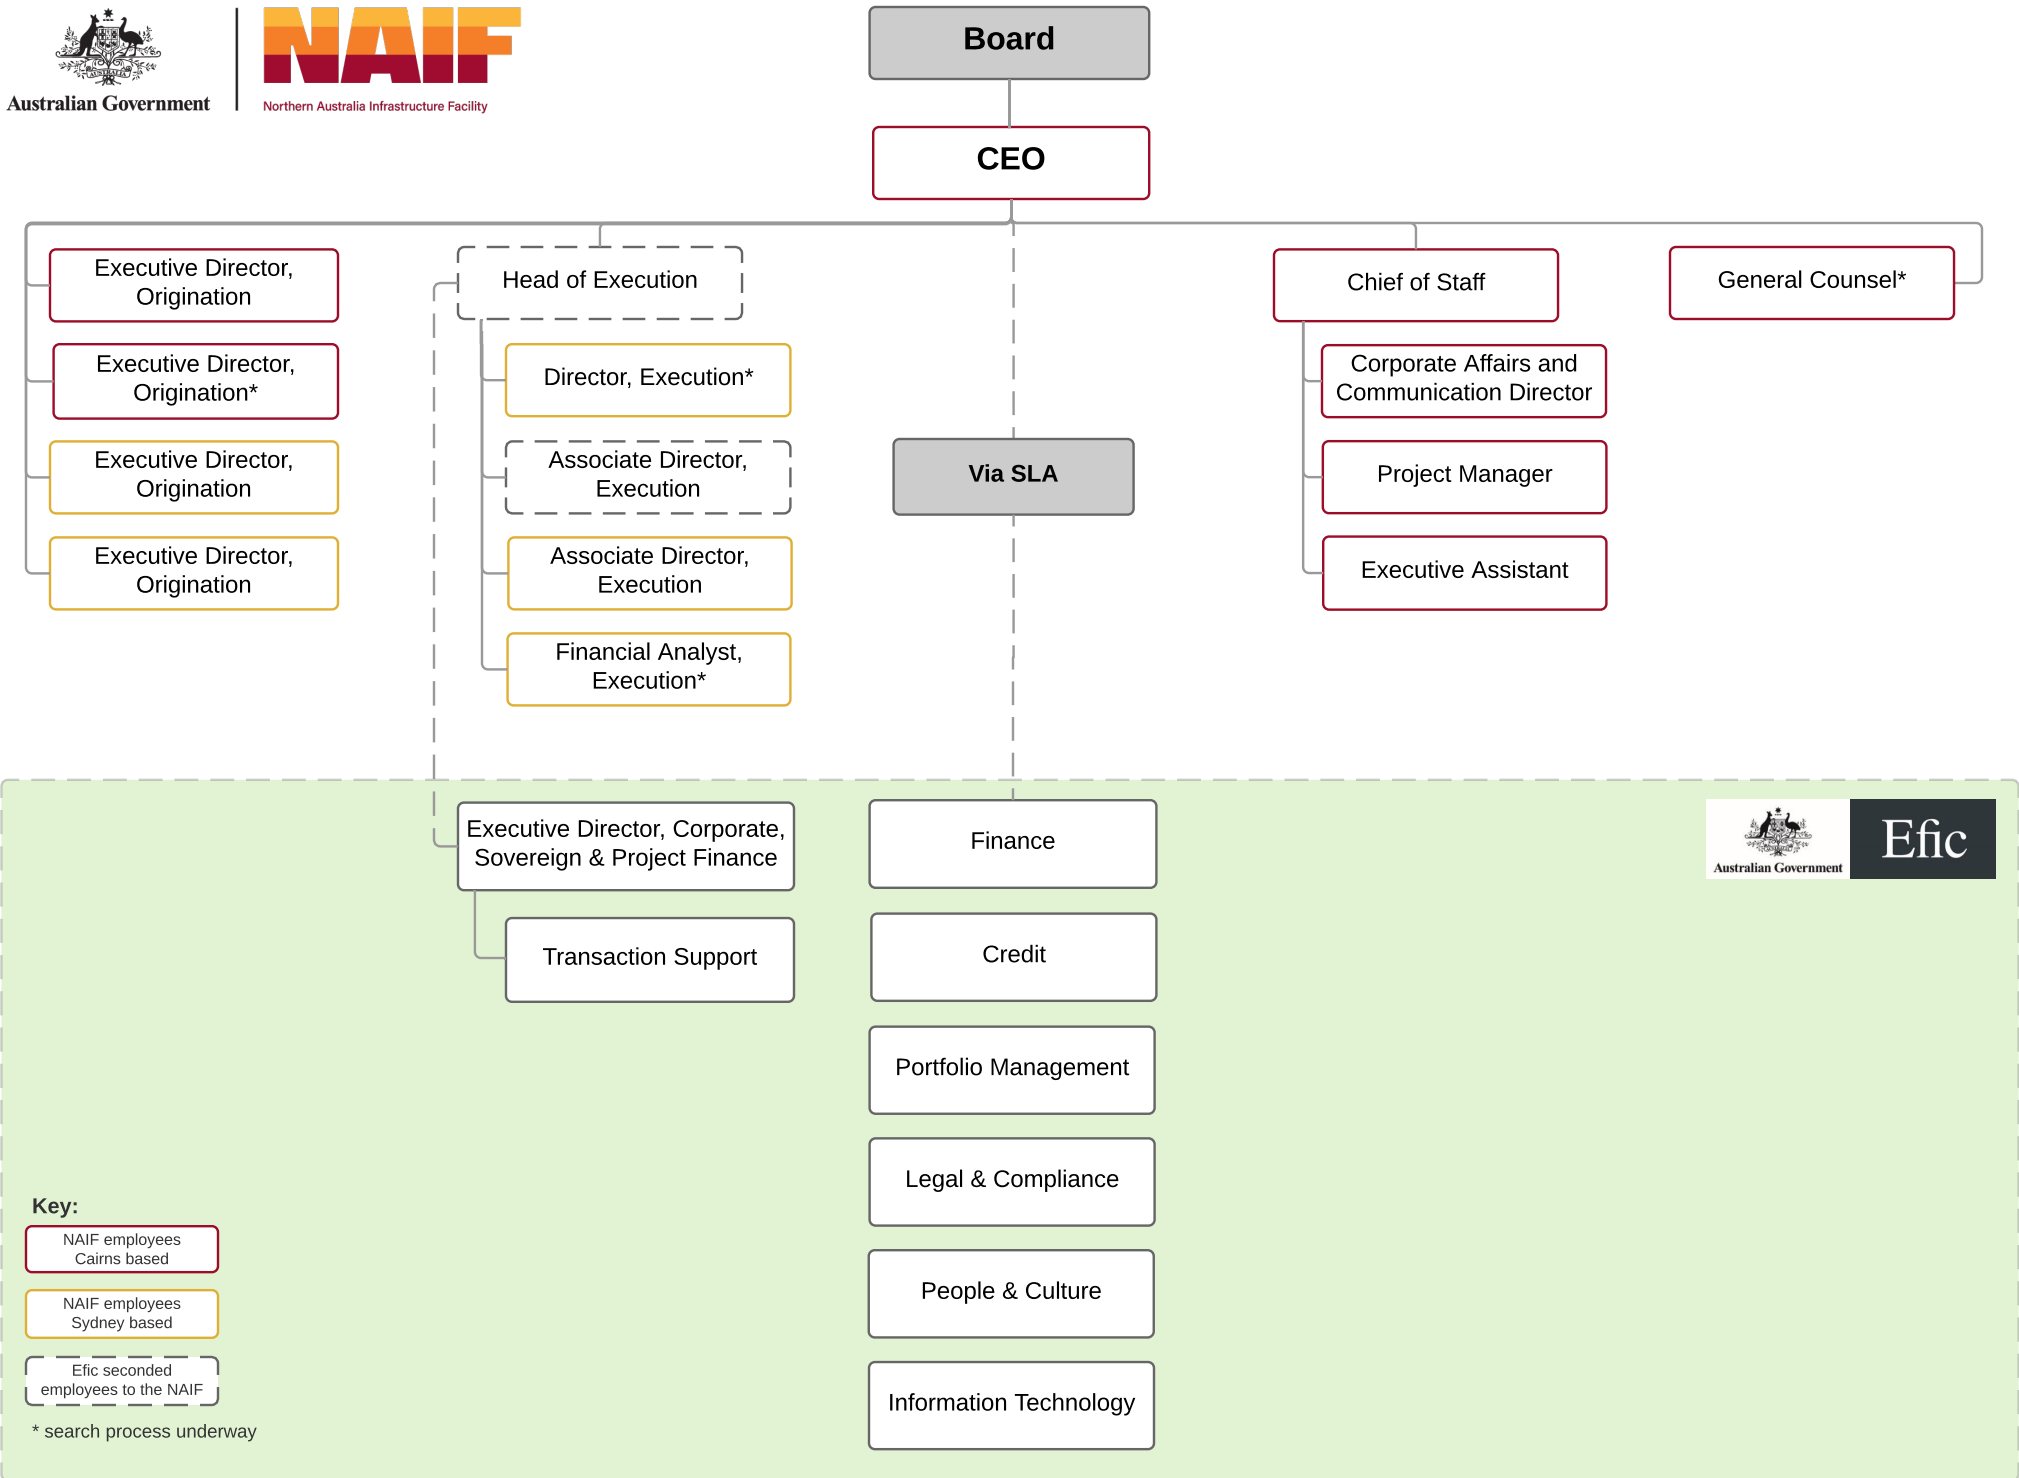 AUSTRALIA
Australian Government
NAIF
Northern Australia Infrastructure Facility
Board
CEO
Executive Director,
Origination
Executive Director,
Origination*
Executive Director,
Origination
Executive Director,
Origination
Head of Execution
Director, Execution*
Associate Director,
Execution
Associate Director,
Execution
Financial Analyst,
Execution*
Via SLA
Chief of Staff
Corporate Affairs and
Communication Director
Project Manager
Executive Assistant
General Counsel*
Executive Director, Corporate,
Sovereign & Project Finance
Transaction Support
Finance
Credit
Portfolio Management
Legal & Compliance
People & Culture
Information Technology
Australian Government
Efic
Key:
NAIF employees
Cairns based
NAIF employees
Sydney based
Efic seconded
employees to the NAIF
* search process underway